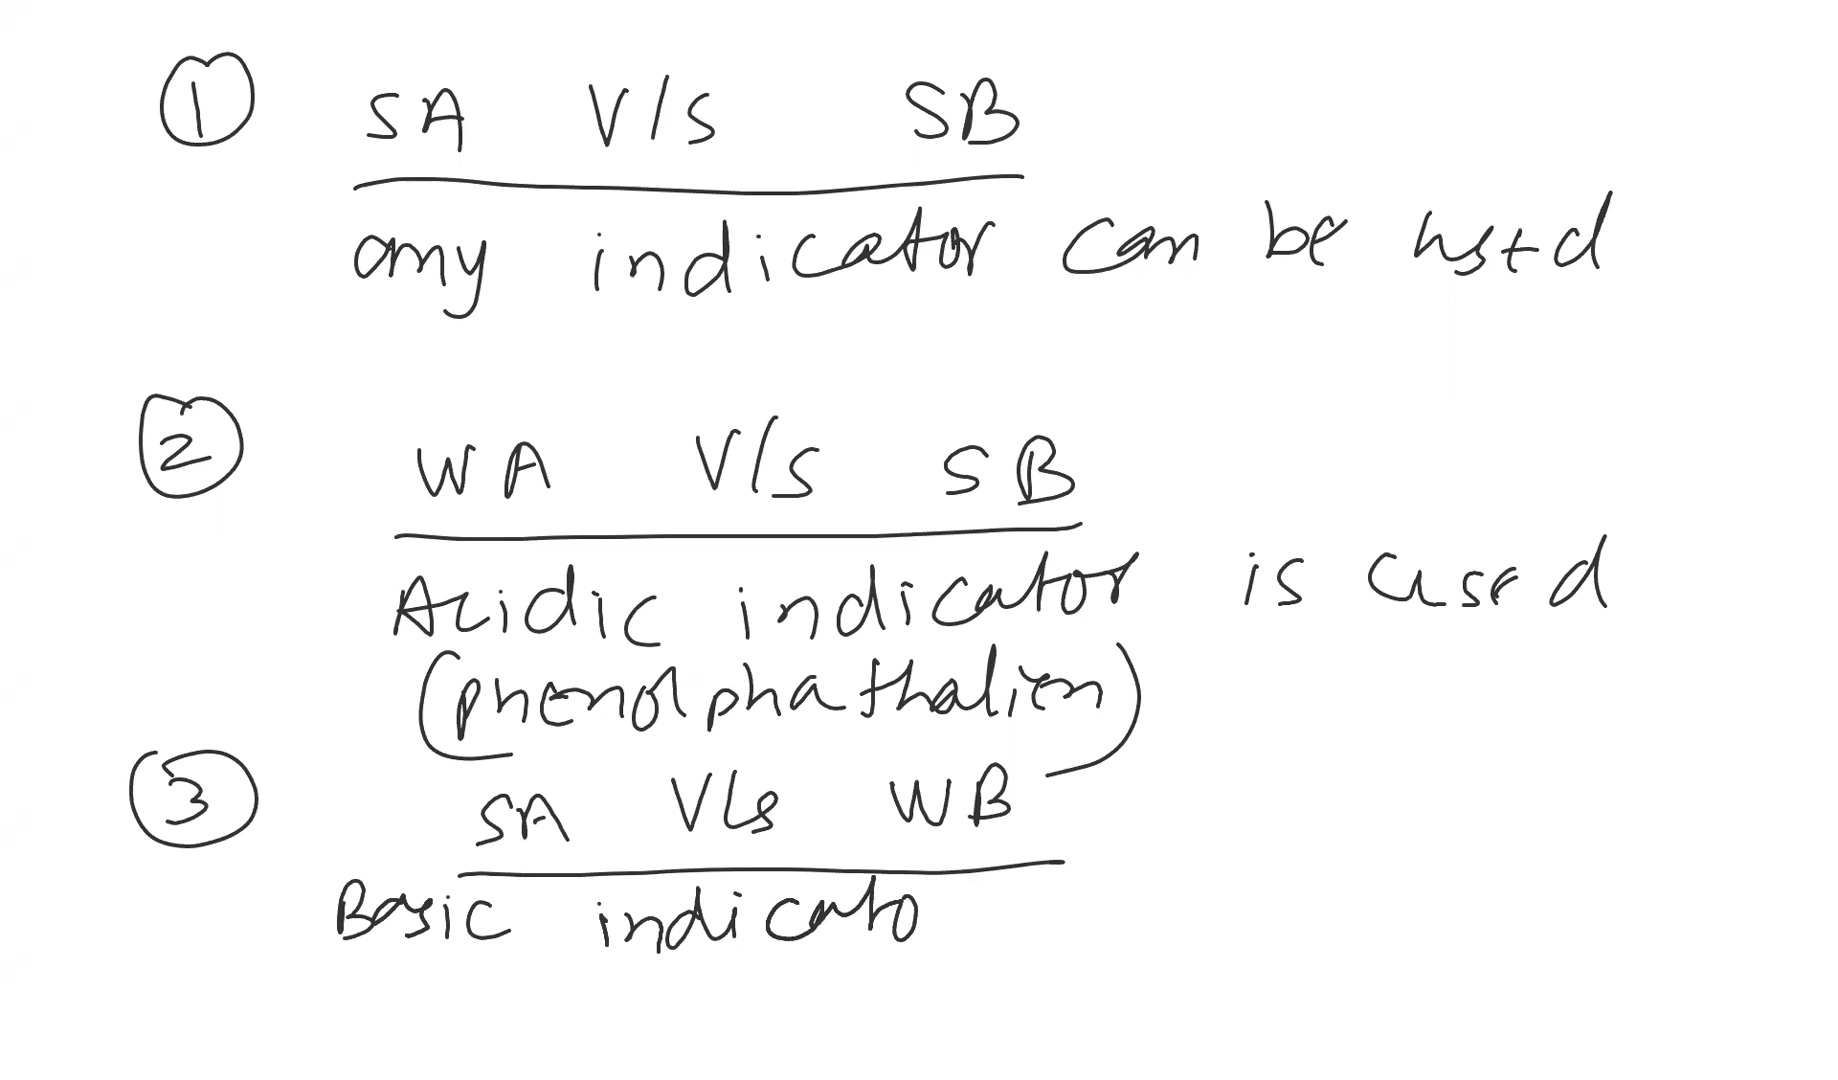 1 SA V/S SB
any indicator can be used
2 WA V/S SB
Acidic indicator is used
(phenolphathalien)
3 SA V/s WB
Basic indicato